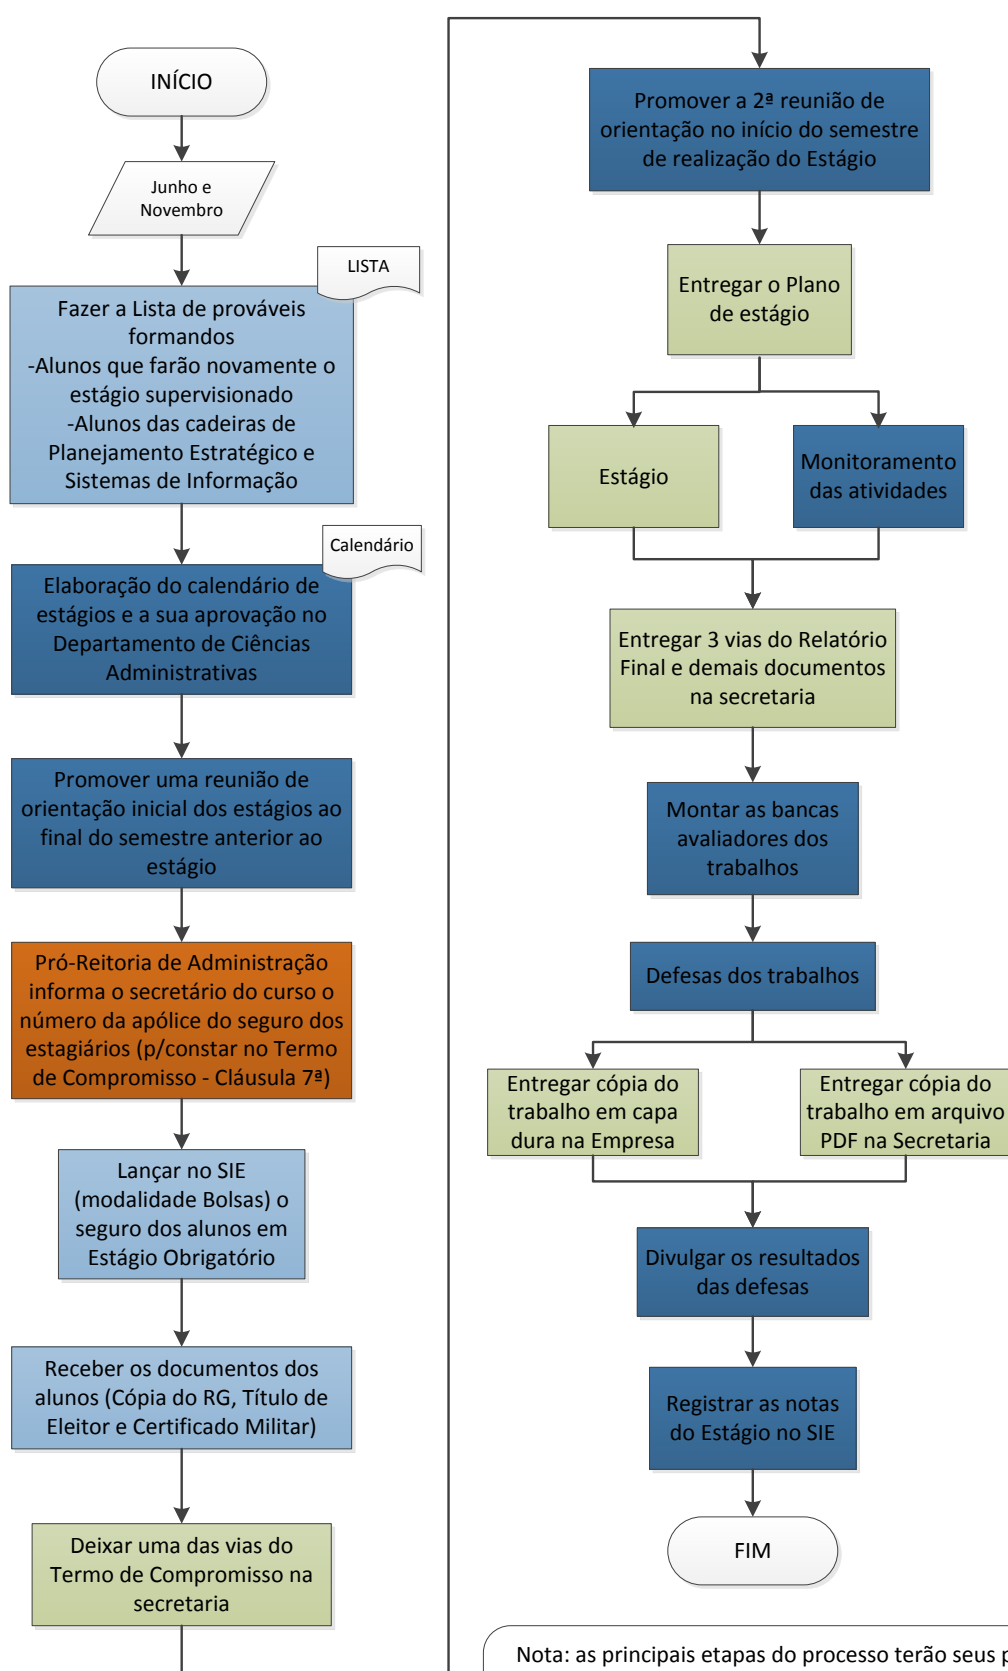 INÍCIO
Junho e
Novembro
LISTA
Fazer a Lista de prováveis
formandos
-Alunos que farão novamente o
estágio supervisionado
-Alunos das cadeiras de
Planejamento Estratégico e
Sistemas de Informação
Calendário
Elaboração do calendário de
estágios e a sua aprovação no
Departamento de Ciências
Administrativas
Promover uma reunião de
orientação inicial dos estágios ao
final do semestre anterior ao
estágio
Pró-Reitoria de Administração
informa o secretário do curso o
número da apólice do seguro dos
estagiários (p/constar no Termo
de Compromisso - Cláusula 7ª)
Lançar no SIE
(modalidade Bolsas) o
seguro dos alunos em
Estágio Obrigatório
Receber os documentos dos
alunos (Cópia do RG, Título de
Eleitor e Certificado Militar)
Deixar uma das vias do
Termo de Compromisso na
secretaria
Promover a 2ª reunião de
orientação no início do semestre
de realização do Estágio
Entregar o Plano
de estágio
Estágio
Monitoramento
das atividades
Entregar 3 vias do Relatório
Final e demais documentos
na secretaria
Montar as bancas
avaliadores dos
trabalhos
Defesas dos trabalhos
Entregar cópia do
trabalho em capa
dura na Empresa
Entregar cópia do
trabalho em arquivo
PDF na Secretaria
Divulgar os resultados
das defesas
Registrar as notas
do Estágio no SIE
FIM
Nota: as principais etapas do processo terão seus